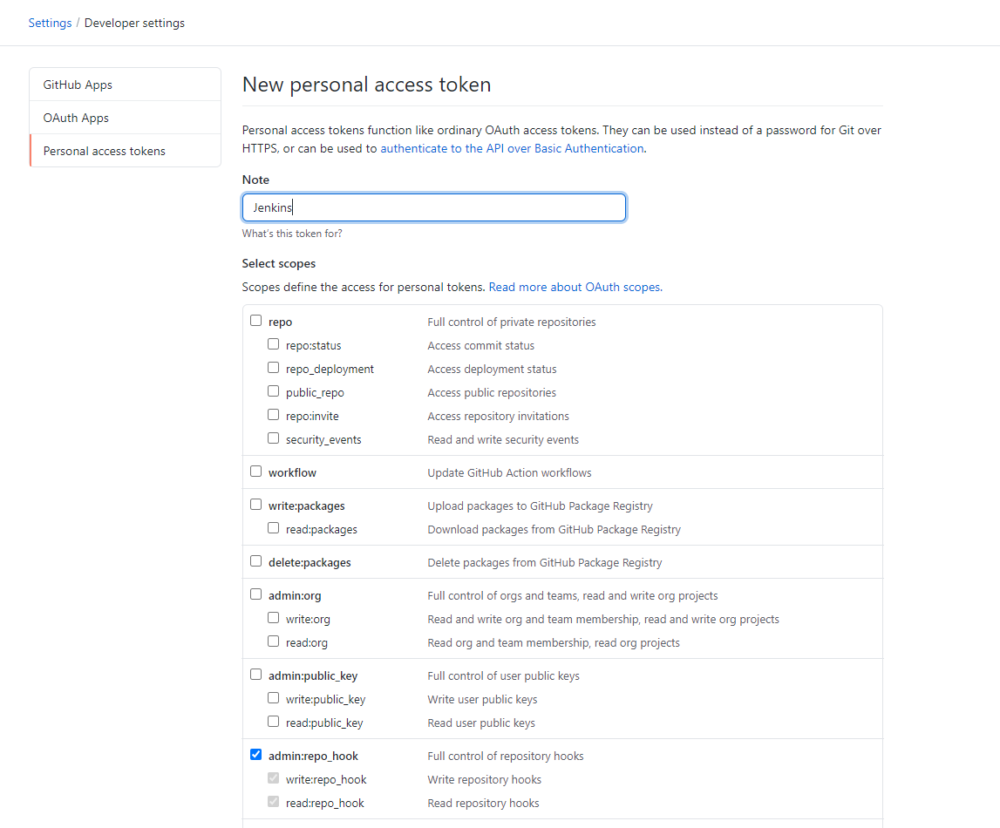 Settings / Developer settings
GitHub Apps
OAuth Apps
Personal access tokens
New personal access token
Personal access tokens function like ordinary OAuth access tokens. They can be used instead of a password for Git over
HTTPS, or can be used to authenticate to the API over Basic Authentication.
Note
Jenkins
What's this token for?
Select scopes
Scopes define the access for personal tokens. Read more about OAuth scopes.
repo Full control of private repositories
repo:status Access commit status
repo_deployment Access deployment status
public_repo Access public repositories
repo:invite Access repository invitations
security_events Read and write security events
workflow Update GitHub Action workflows
write:packages Upload packages to GitHub Package Registry
read:packages Download packages from GitHub Package Registry
delete:packages Delete packages from GitHub Package Registry
admin:org Full control of orgs and teams, read and write org projects
write:org Read and write org and team membership, read and write org projects
read:org Read org and team membership, read org projects
admin:public_key Full control of user public keys
write:public_key Write user public keys
read:public_key Read user public keys
admin:repo_hook Full control of repository hooks
write:repo_hook Write repository hooks
read:repo_hook Read repository hooks